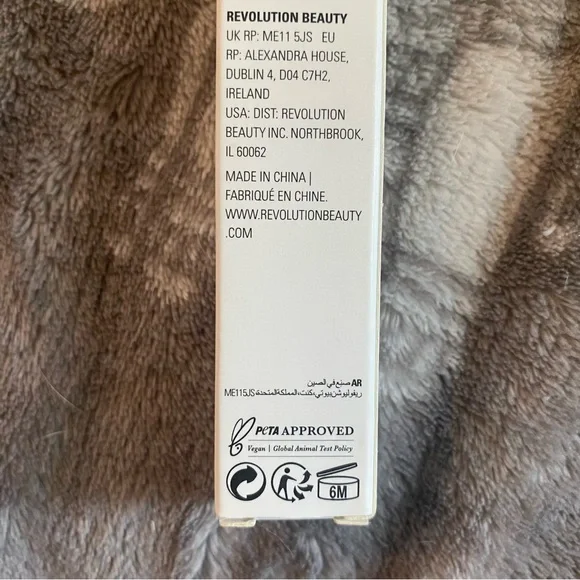 REVOLUTION BEAUTY
UK RP: ME11 5JS EU
RP: ALEXANDRA HOUSE,
DUBLIN 4, D04 C7H2,
IRELAND
USA: DIST: REVOLUTION
BEAUTY INC. NORTHBROOK,
IL 60062
MADE IN CHINA |
FABRIQUÉ EN CHINE.
WWW.REVOLUTIONBEAUTY
.COM
AR صنع في الصين
ريفوليوشن بيوتي، كنت، المملكة المتحدة، ME115JS
PETA APPROVED
Vegan | Global Animal Test Policy
6M